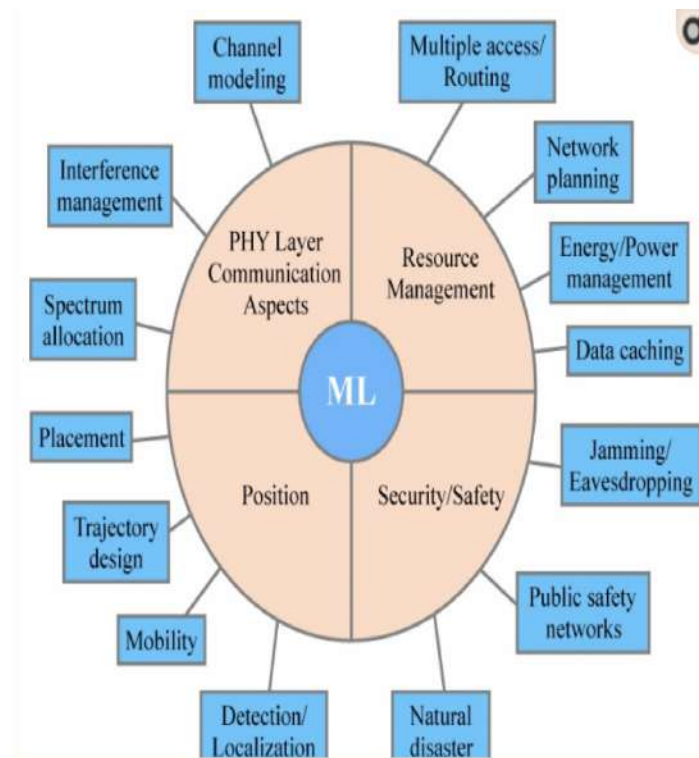 Channel
modeling
Multiple access/
Routing
Interference
management
Network
planning
PHY Layer
Communication
Aspects
Resource
Management
Energy/Power
management
Spectrum
allocation
Data caching
ML
Placement
Jamming/
Eavesdropping
Position
Security/Safety
Trajectory
design
Public safety
networks
Mobility
Detection/
Localization
Natural
disaster